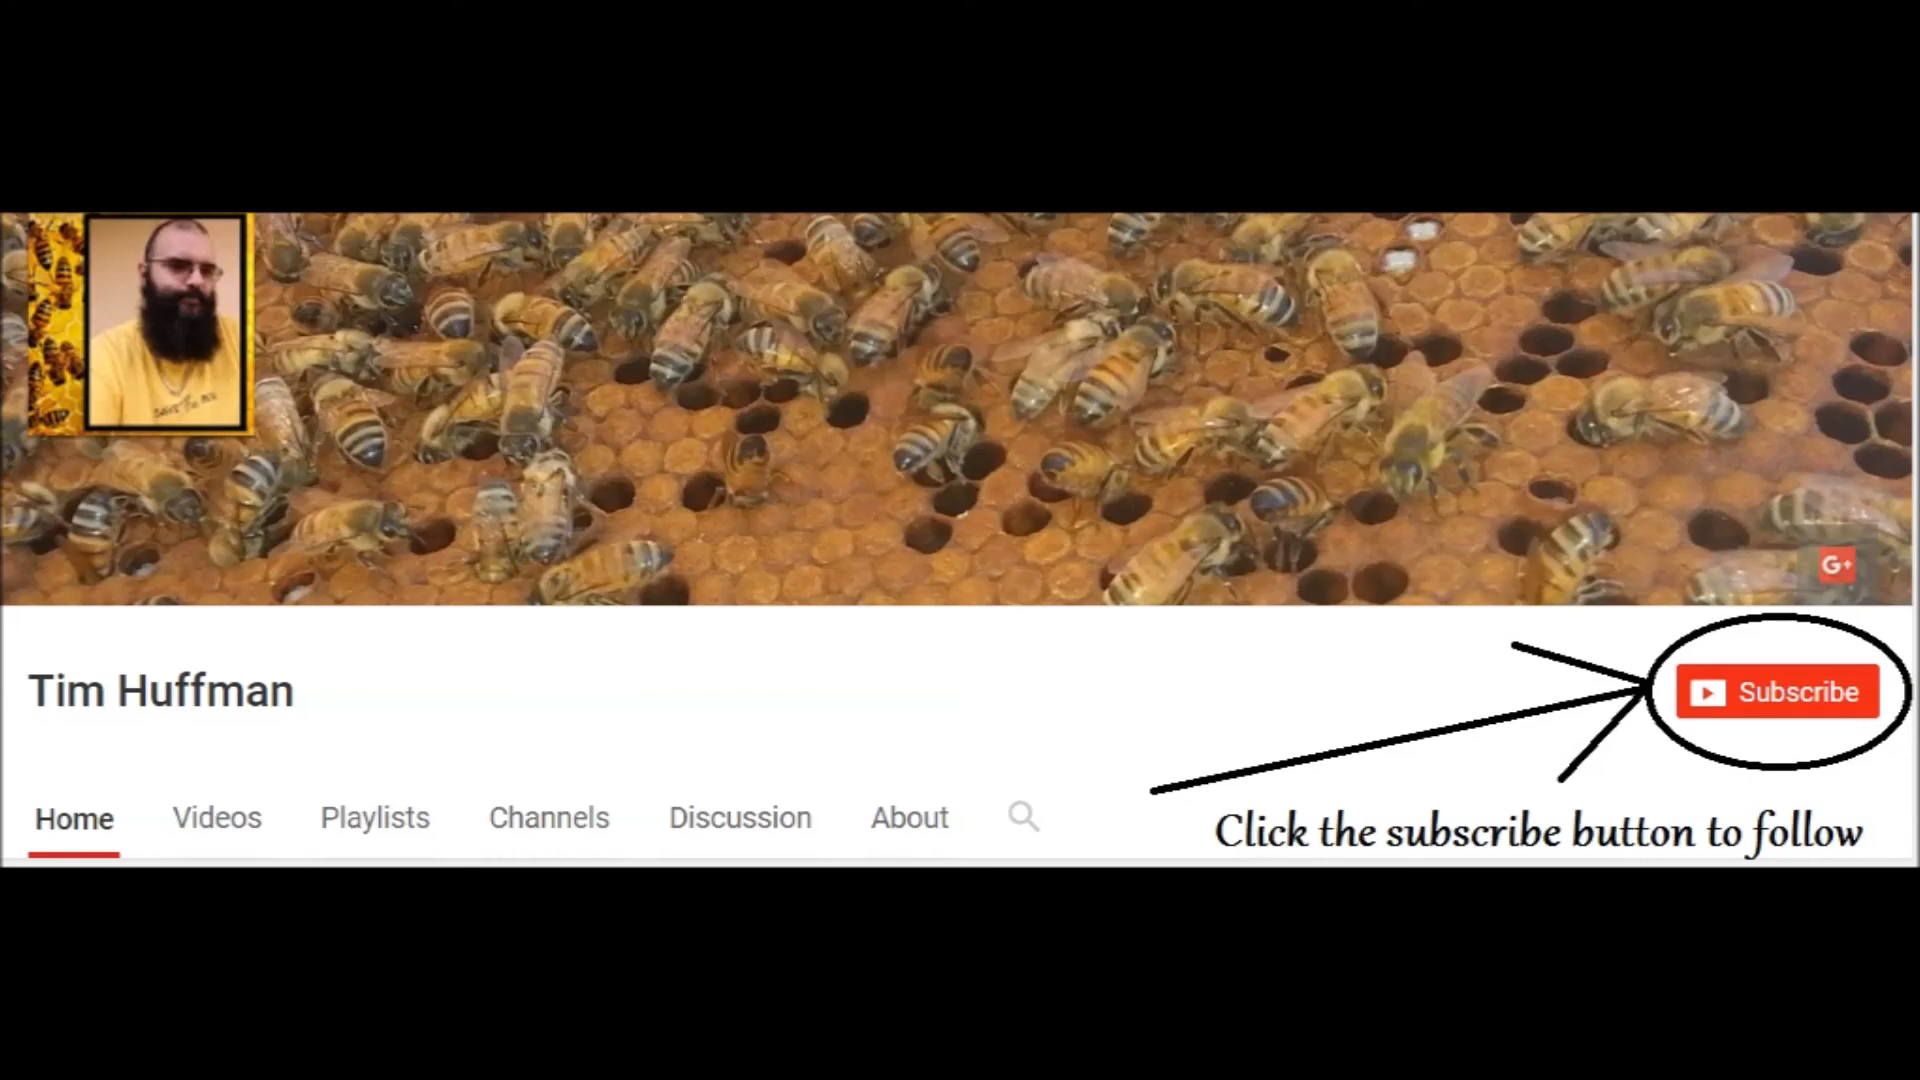 G+
Tim Huffman
Subscribe
Home Videos Playlists Channels Discussion About
Click the subscribe button to follow